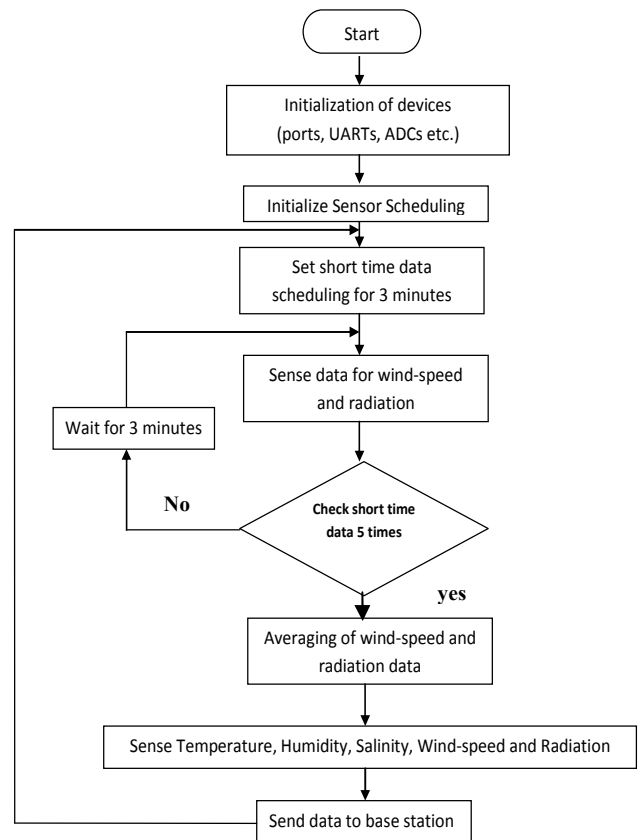 Start
Initialization of devices
(ports, UARTs, ADCs etc.)
Initialize Sensor Scheduling
Set short time data
scheduling for 3 minutes
Sense data for wind-speed
and radiation
Wait for 3 minutes
No
Check short time
data 5 times
yes
Averaging of wind-speed and
radiation data
Sense Temperature, Humidity, Salinity, Wind-speed and Radiation
Send data to base station